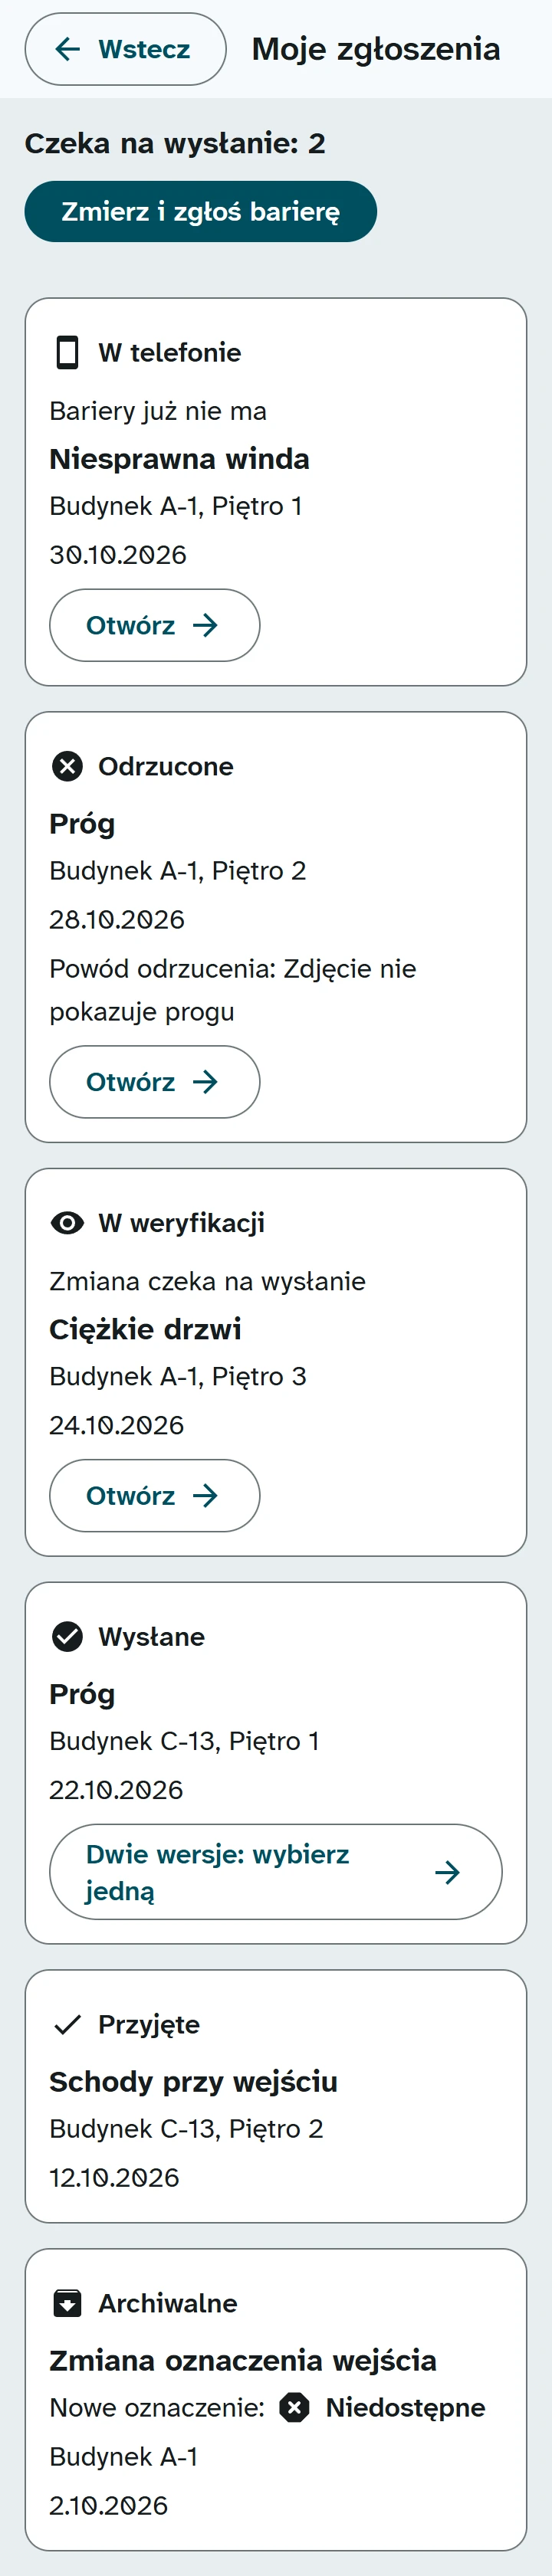 Wstecz
Moje zgłoszenia
Czeka na wysłanie: 2
Zmierz i zgłoś barierę
W telefonie
Bariery już nie ma
Niesprawna winda
Budynek A-1, Piętro 1
30.10.2026
Otwórz
Odrzucone
Próg
Budynek A-1, Piętro 2
28.10.2026
Powód odrzucenia: Zdjęcie nie
pokazuje progu
Otwórz
W weryfikacji
Zmiana czeka na wysłanie
Ciężkie drzwi
Budynek A-1, Piętro 3
24.10.2026
Otwórz
Wysłane
Próg
Budynek C-13, Piętro 1
22.10.2026
Dwie wersje: wybierz
jedną
Przyjęte
Schody przy wejściu
Budynek C-13, Piętro 2
12.10.2026
Archiwalne
Zmiana oznaczenia wejścia
Nowe oznaczenie: Niedostępne
Budynek A-1
2.10.2026